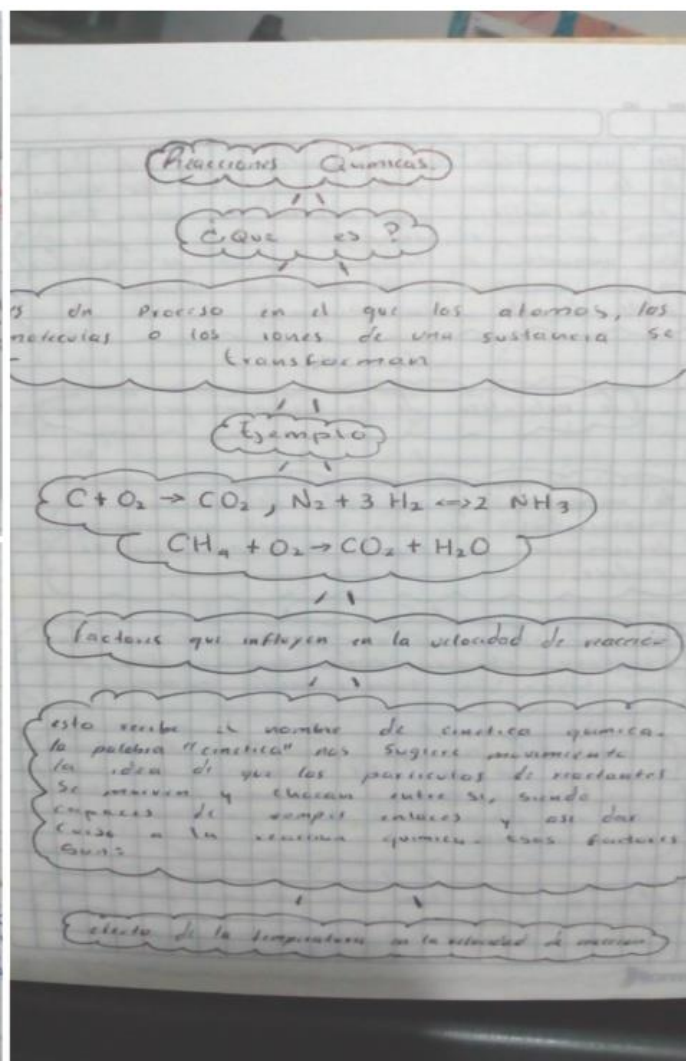 Reacciones Quimicas.
¿Que es?
es un Proceso en el que los atomos, las
moleculas o los iones de una sustancia se
transforman
Ejemplo
C + O₂ → CO₂, N₂ + 3 H₂ <-> 2 NH₃
CH₄ + O₂ → CO₂ + H₂O
factores que influyen en la velocidad de reacción
esto recibe el nombre de cinetica quimica.
la palabra "cinetica" nos sugiere movimiento
la idea de que las particulas de reactantes
se mueven y chocan entre si, siendo
capaces de romper enlaces y asi dar
curso a la reaccion quimica. esos factores
son:
efecto de la temperatura en la velocidad de reaccion